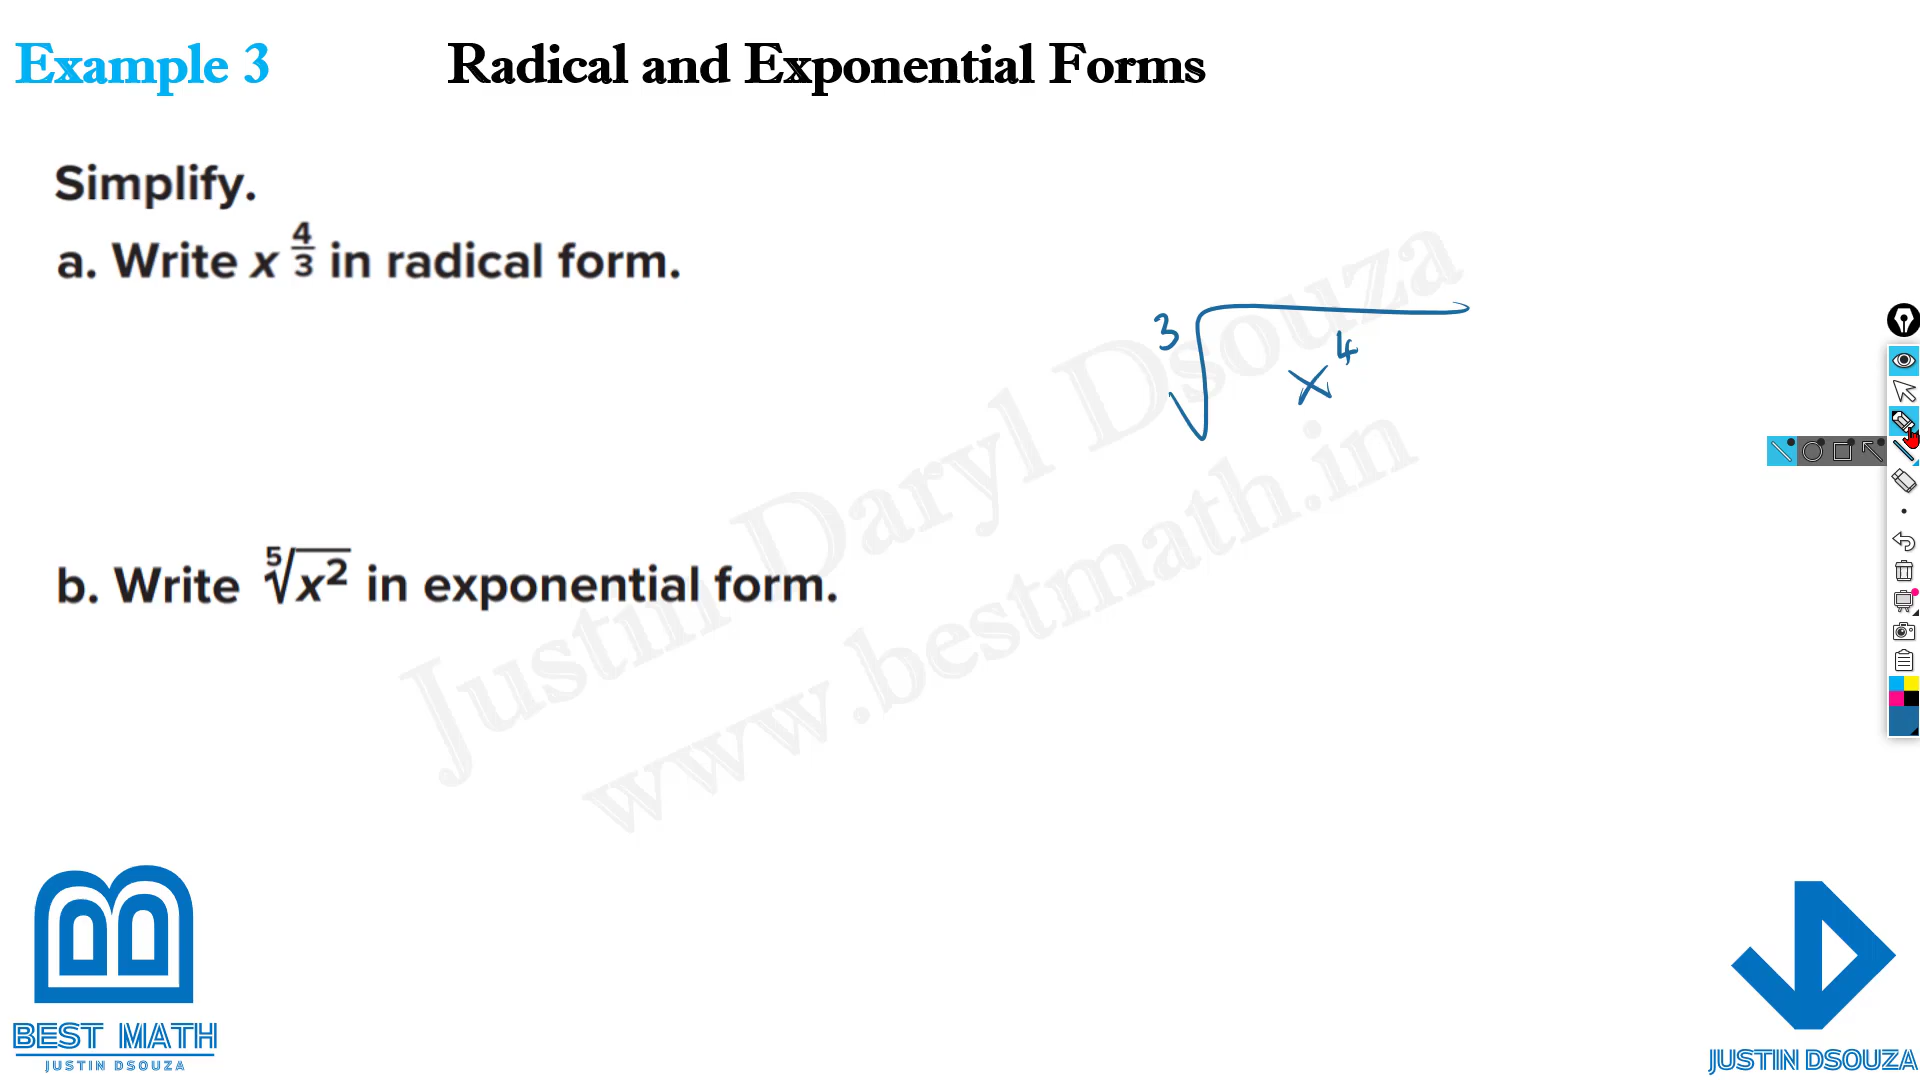 Example 3
Radical and Exponential Forms
Simplify.
a. Write x^{4/3} in radical form.
∛(x⁴)
b. Write ⁵√(x²) in exponential form.
Justin Daryl Dsouza
www.bestmath.in
BEST MATH
JUSTIN DSOUZA
JUSTIN DSOUZA